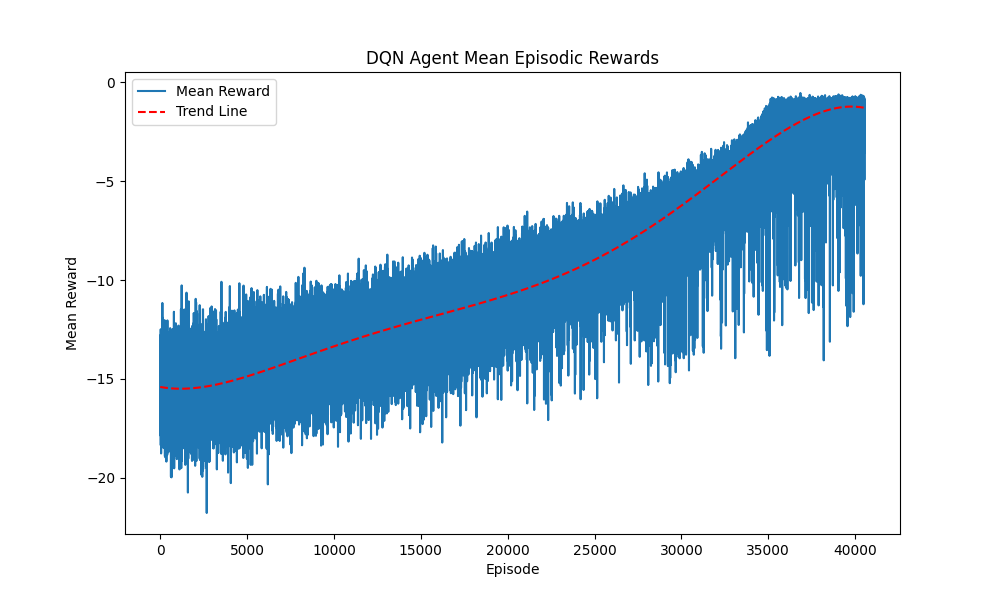 DQN Agent Mean Episodic Rewards
Mean Reward
Trend Line
0
−5
−10
−15
−20
Mean Reward
0
5000
10000
15000
20000
25000
30000
35000
40000
Episode